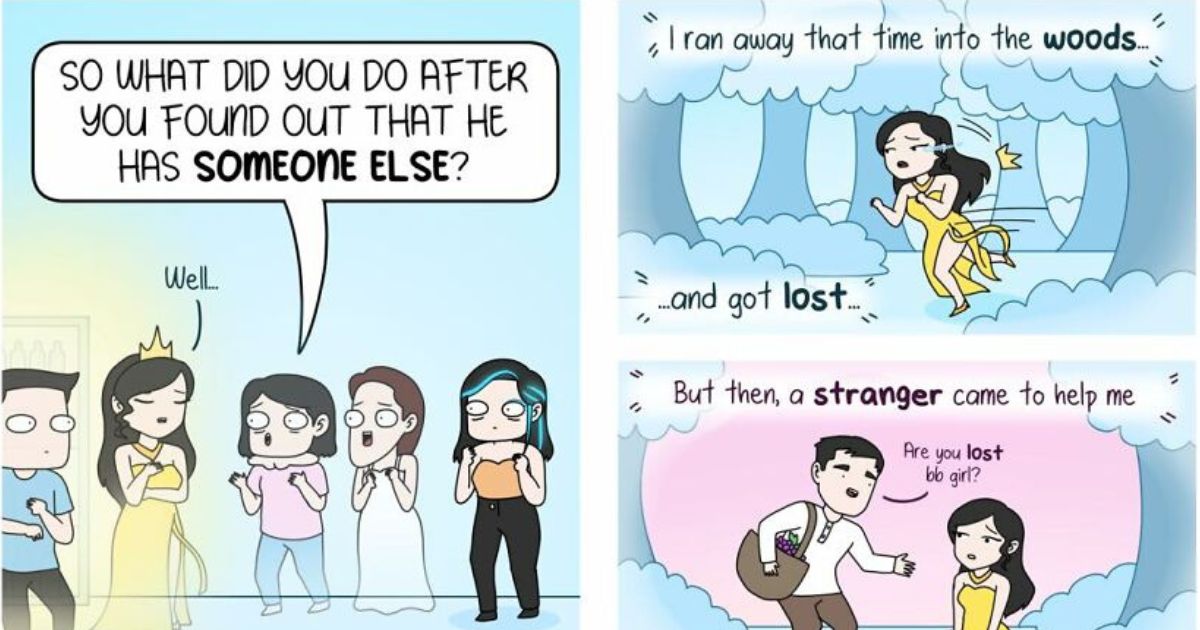 SO WHAT DID YOU DO AFTER
YOU FOUND OUT THAT HE
HAS SOMEONE ELSE?
Well...
I ran away that time into the woods...
...and got lost...
But then, a stranger came to help me
Are you lost
bb girl?